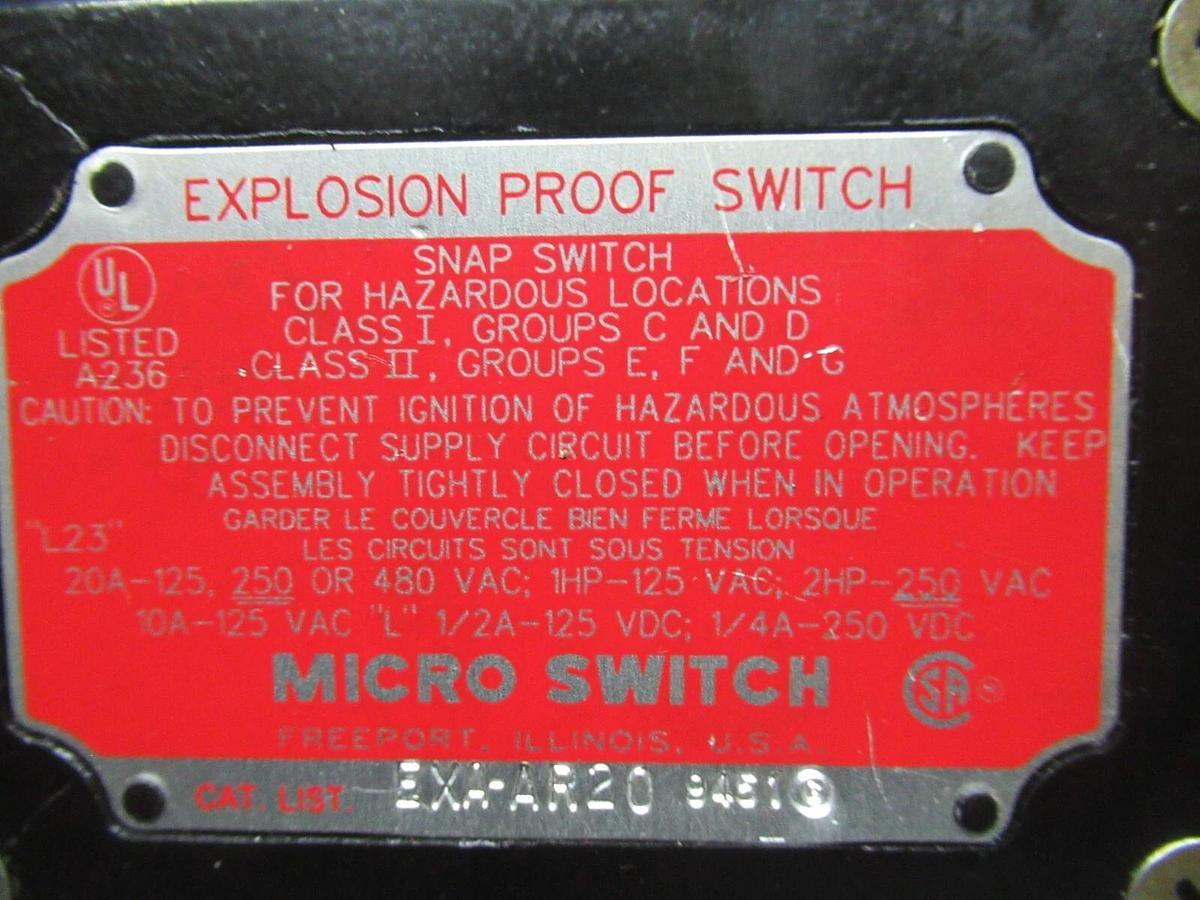 EXPLOSION PROOF SWITCH
UL
LISTED
A236
SNAP SWITCH
FOR HAZARDOUS LOCATIONS
CLASS I, GROUPS C AND D
CLASS II, GROUPS E, F AND G
CAUTION: TO PREVENT IGNITION OF HAZARDOUS ATMOSPHERES
DISCONNECT SUPPLY CIRCUIT BEFORE OPENING. KEEP
ASSEMBLY TIGHTLY CLOSED WHEN IN OPERATION
GARDER LE COUVERCLE BIEN FERME LORSQUE
"L23"
LES CIRCUITS SONT SOUS TENSION
20A-125, 250 OR 480 VAC; 1HP-125 VAC; 2HP-250 VAC
10A-125 VAC "L" 1/2A-125 VDC; 1/4A-250 VDC
MICRO SWITCH
CSA
FREEPORT, ILLINOIS, U.S.A.
CAT. LIST. EXA-AR20 9451